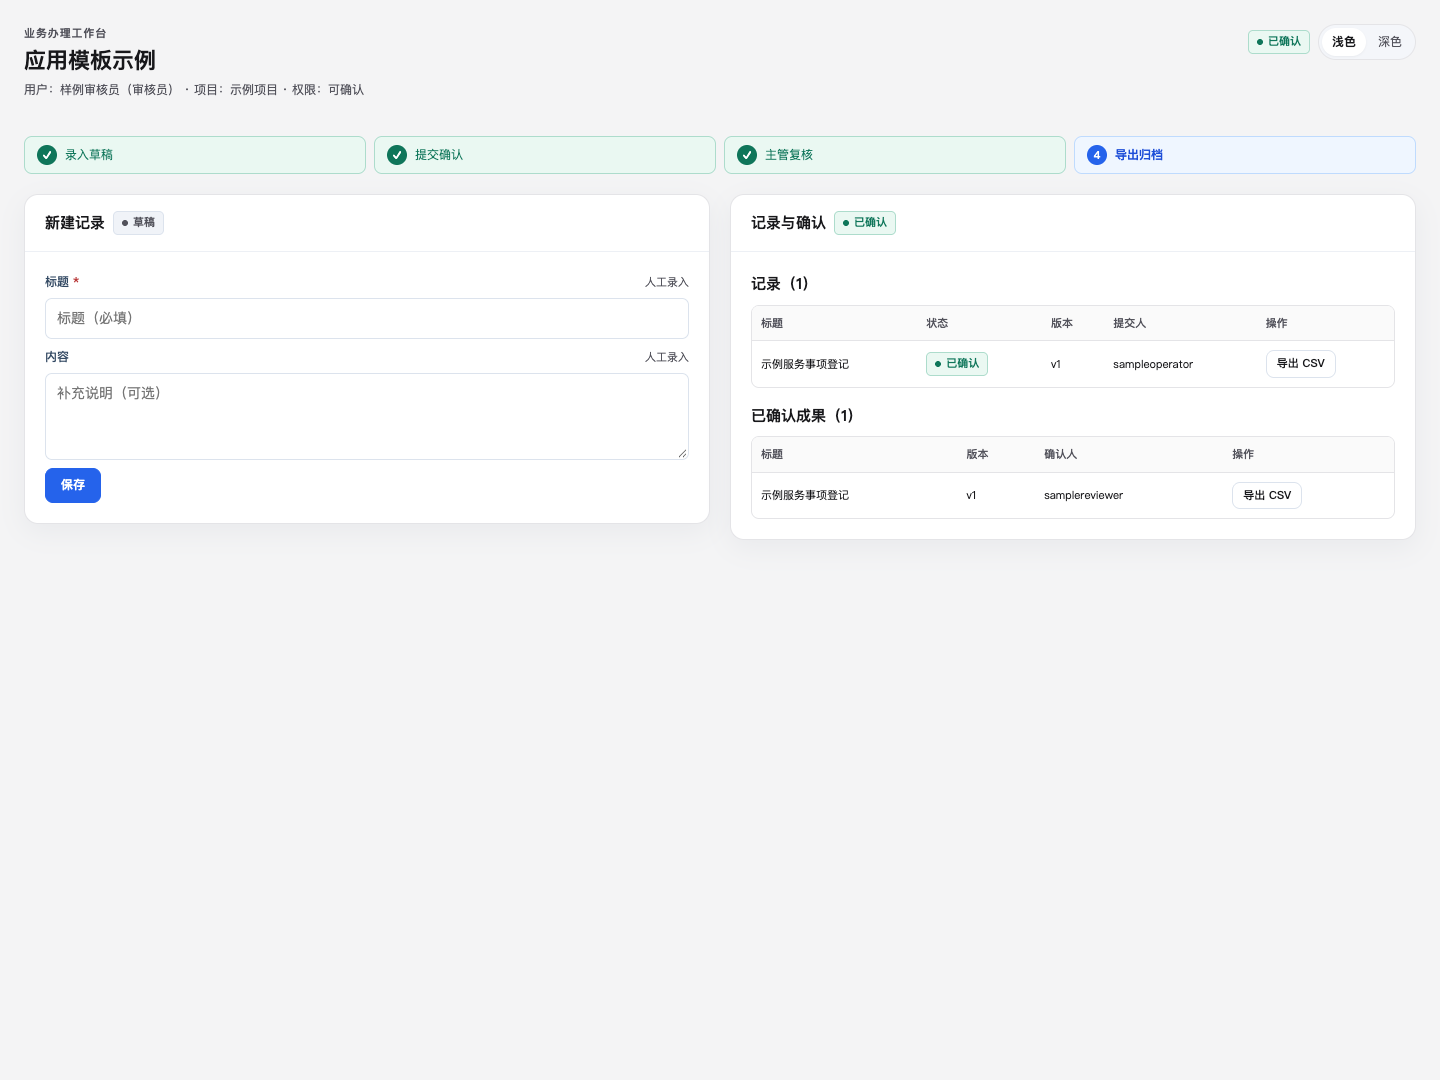 业务办理工作台
应用模板示例
用户：样例审核员（审核员） · 项目：示例项目 · 权限：可确认
已确认
浅色 深色
录入草稿
提交确认
主管复核
4 导出归档
新建记录 草稿
标题 * 人工录入
标题（必填）
内容 人工录入
补充说明（可选）
保存
记录与确认 已确认
记录（1）
标题 状态 版本 提交人 操作
示例服务事项登记 已确认 v1 sampleoperator 导出 CSV
已确认成果（1）
标题 版本 确认人 操作
示例服务事项登记 v1 samplereviewer 导出 CSV